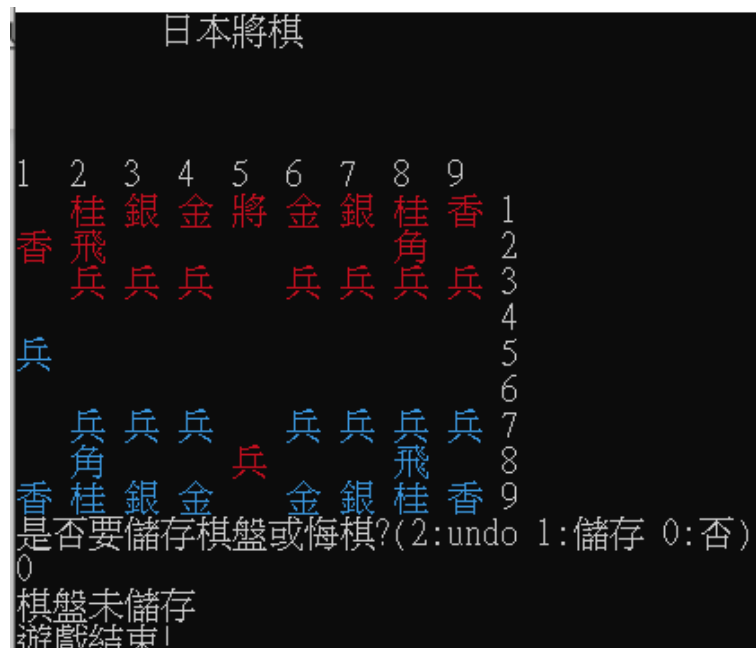 日本將棋
1 2 3 4 5 6 7 8 9
桂 銀 金 將 金 銀 桂 香 1
香 飛 角 2
兵 兵 兵 兵 兵 兵 兵 3
4
兵 5
6
兵 兵 兵 兵 兵 兵 兵 7
角 兵 飛 8
香 桂 銀 金 金 銀 桂 香 9
是否要儲存棋盤或悔棋?(2:undo 1:儲存 0:否)
0
棋盤未儲存
遊戲結束!